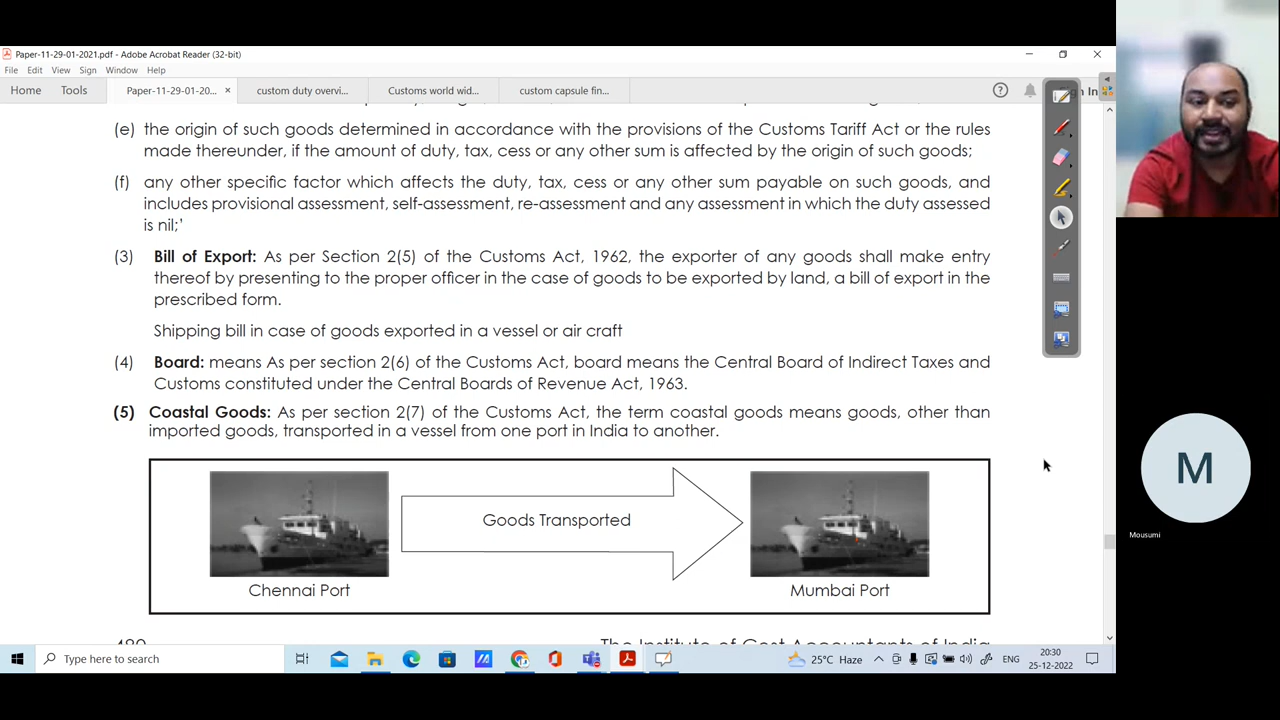 Paper-11-29-01-2021.pdf - Adobe Acrobat Reader (32-bit)
File Edit View Sign Window Help
Home Tools Paper-11-29-01-20... × custom duty overvi... Customs world wid... custom capsule fin... Sign In
(e) the origin of such goods determined in accordance with the provisions of the Customs Tariff Act or the rules
made thereunder, if the amount of duty, tax, cess or any other sum is affected by the origin of such goods;
(f) any other specific factor which affects the duty, tax, cess or any other sum payable on such goods, and
includes provisional assessment, self-assessment, re-assessment and any assessment in which the duty assessed
is nil;'
(3) Bill of Export: As per Section 2(5) of the Customs Act, 1962, the exporter of any goods shall make entry
thereof by presenting to the proper officer in the case of goods to be exported by land, a bill of export in the
prescribed form.
Shipping bill in case of goods exported in a vessel or air craft
(4) Board: means As per section 2(6) of the Customs Act, board means the Central Board of Indirect Taxes and
Customs constituted under the Central Boards of Revenue Act, 1963.
(5) Coastal Goods: As per section 2(7) of the Customs Act, the term coastal goods means goods, other than
imported goods, transported in a vessel from one port in India to another.
Goods Transported
Chennai Port Mumbai Port
M
Mousumi
480 The Institute of Cost Accountants of India
Type here to search
25°C Haze
ENG
20:30
25-12-2022